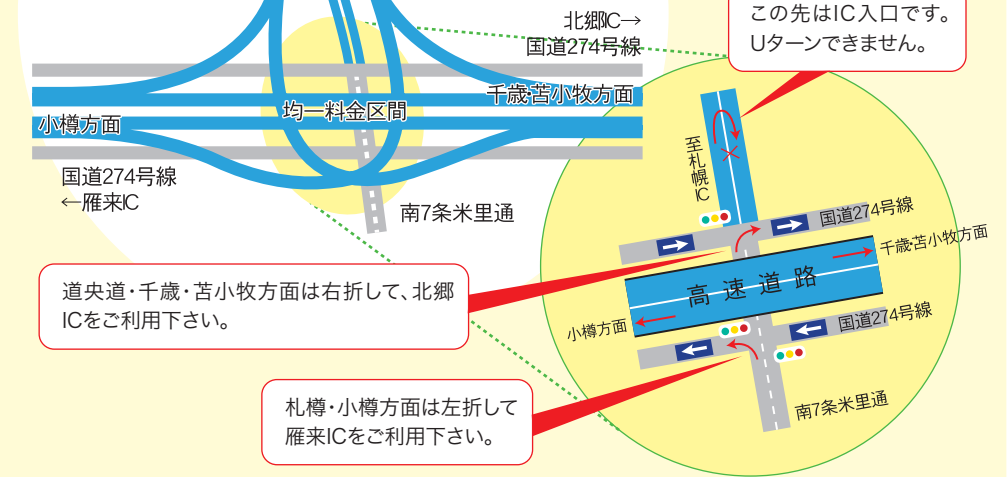 北郷IC→
国道274号線
この先はIC入口です。
Uターンできません。
千歳・苫小牧方面
均一料金区間
小樽方面
国道274号線
←雁来IC
南7条米里通
至札幌IC
国道274号線
千歳・苫小牧方面
高速道路
小樽方面
国道274号線
南7条米里通
道央道・千歳・苫小牧方面は右折して、北郷
ICをご利用下さい。
札樽・小樽方面は左折して
雁来ICをご利用下さい。